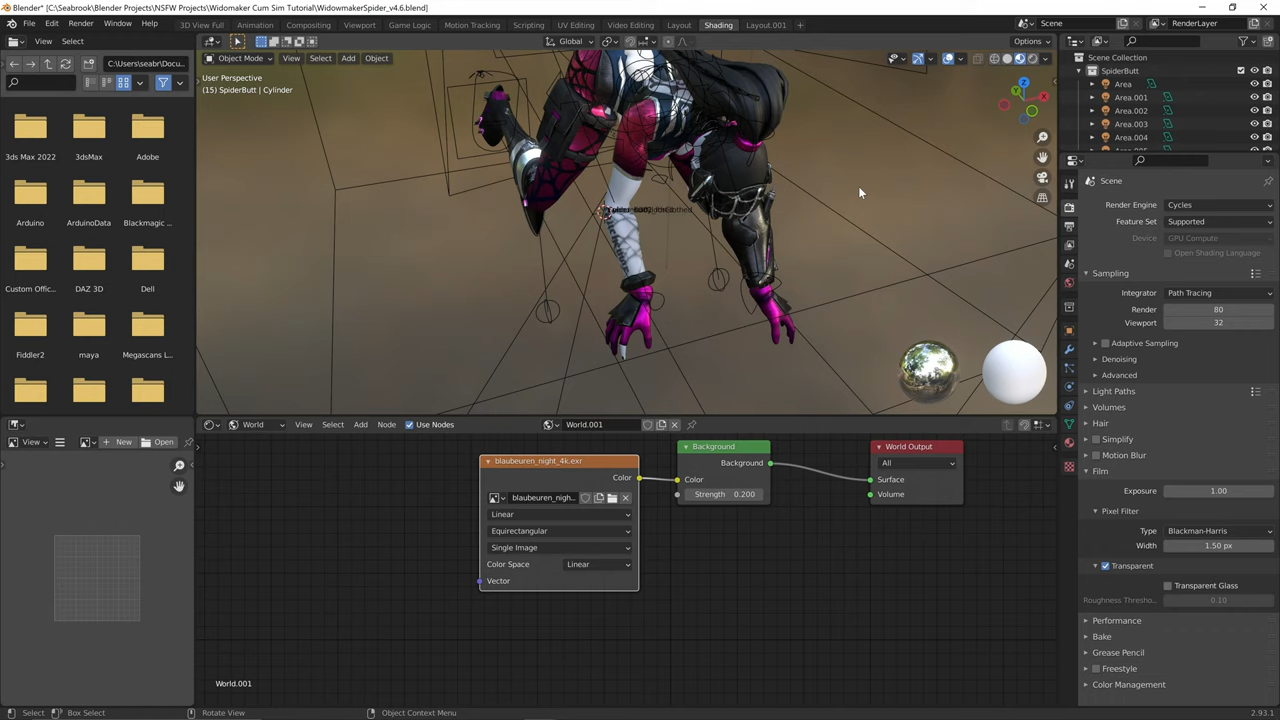 Blender* [C:\Seabrook\Blender Projects\NSFW Projects\Widomaker Cum Sim Tutorial\WidowmakerSpider_v4.6.blend]
File Edit Render Window Help 3D View Full Animation Compositing Game Logic Motion Tracking Scripting UV Editing Video Editing Layout Shading Layout.001 + Scene RenderLayer
View Select Global Options
C:\Users\seabr\Docu...
Object Mode View Select Add Object
User Perspective
(15) SpiderButt | Cylinder
3ds Max 2022 3dsMax Adobe
Arduino ArduinoData Blackmagic ...
Custom Offic... DAZ 3D Dell
Fiddler2 maya Megascans L...
Z
X
Y
Scene Collection
SpiderButt
Area
Area.001
Area.002
Area.003
Area.004
Scene
Render Engine Cycles
Feature Set Supported
Device GPU Compute
Open Shading Language
Sampling
Integrator Path Tracing
Render 80
Viewport 32
Adaptive Sampling
Denoising
Advanced
Light Paths
Volumes
Hair
Simplify
Motion Blur
Film
Exposure 1.00
Pixel Filter
Type Blackman-Harris
Width 1.50 px
Transparent
Transparent Glass
Roughness Thresho... 0.10
Performance
Bake
Grease Pencil
Freestyle
Color Management
View New Open
World View Select Add Node Use Nodes World.001
blaubeuren_night_4k.exr
Color
blaubeuren_nigh...
Linear
Equirectangular
Single Image
Color Space Linear
Vector
Background
Background
Color
Strength 0.200
World Output
All
Surface
Volume
World.001
Select Box Select Rotate View Object Context Menu 2.93.1